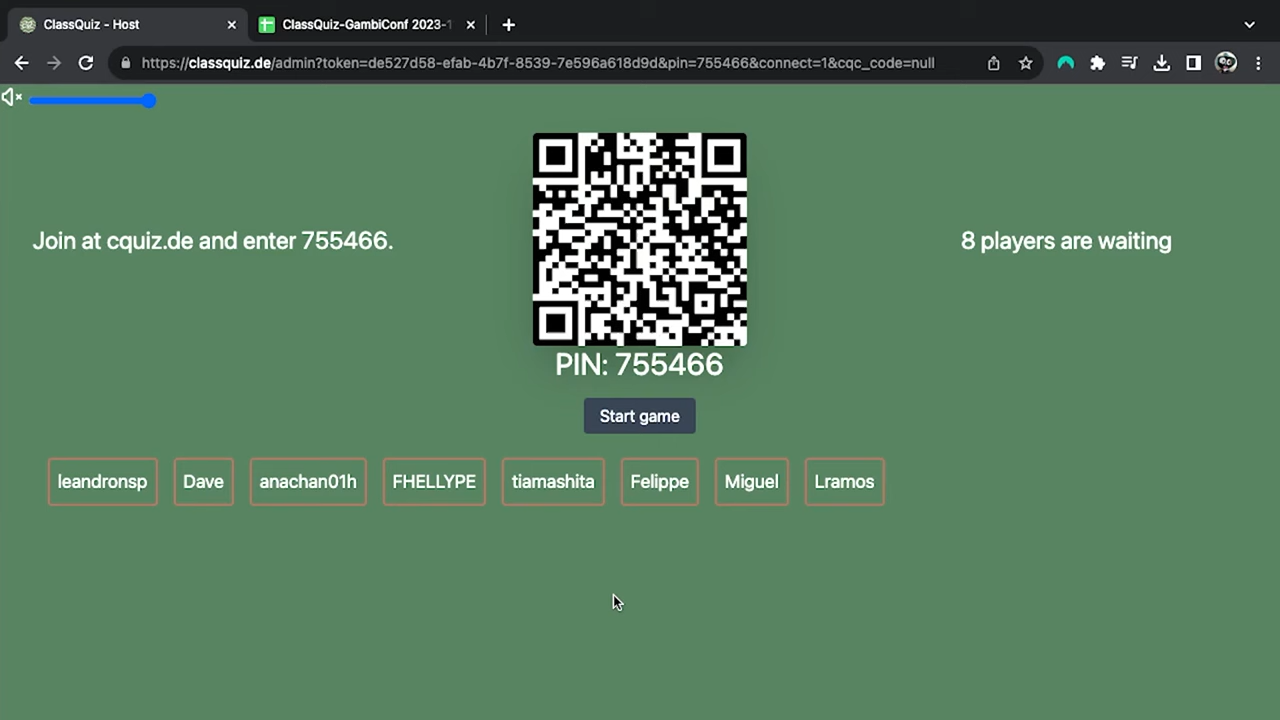 ClassQuiz - Host
ClassQuiz-GambiConf 2023-1
https://classquiz.de/admin?token=de527d58-efab-4b7f-8539-7e596a618d9d&pin=755466&connect=1&cqc_code=null
Join at cquiz.de and enter 755466.
8 players are waiting
PIN: 755466
Start game
leandronsp Dave anachan01h FHELLYPE tiamashita Felippe Miguel Lramos